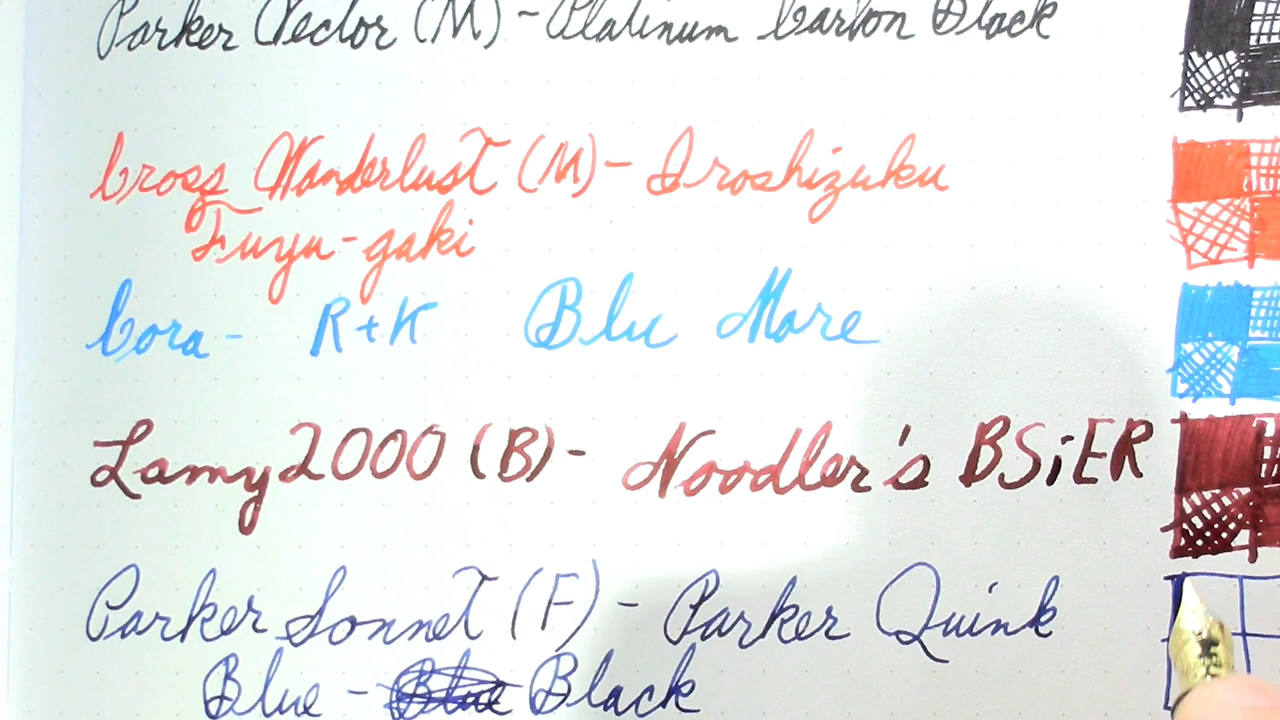 Parker Vector (M) - Platinum Carbon Black
Cross Wanderlust (M) - Iroshizuku
Fuyu-gaki
Cora - R+K Blu Mare
Lamy 2000 (B) - Noodler's BSiER
Parker Sonnet (F) - Parker Quink
Blue - Blue Black